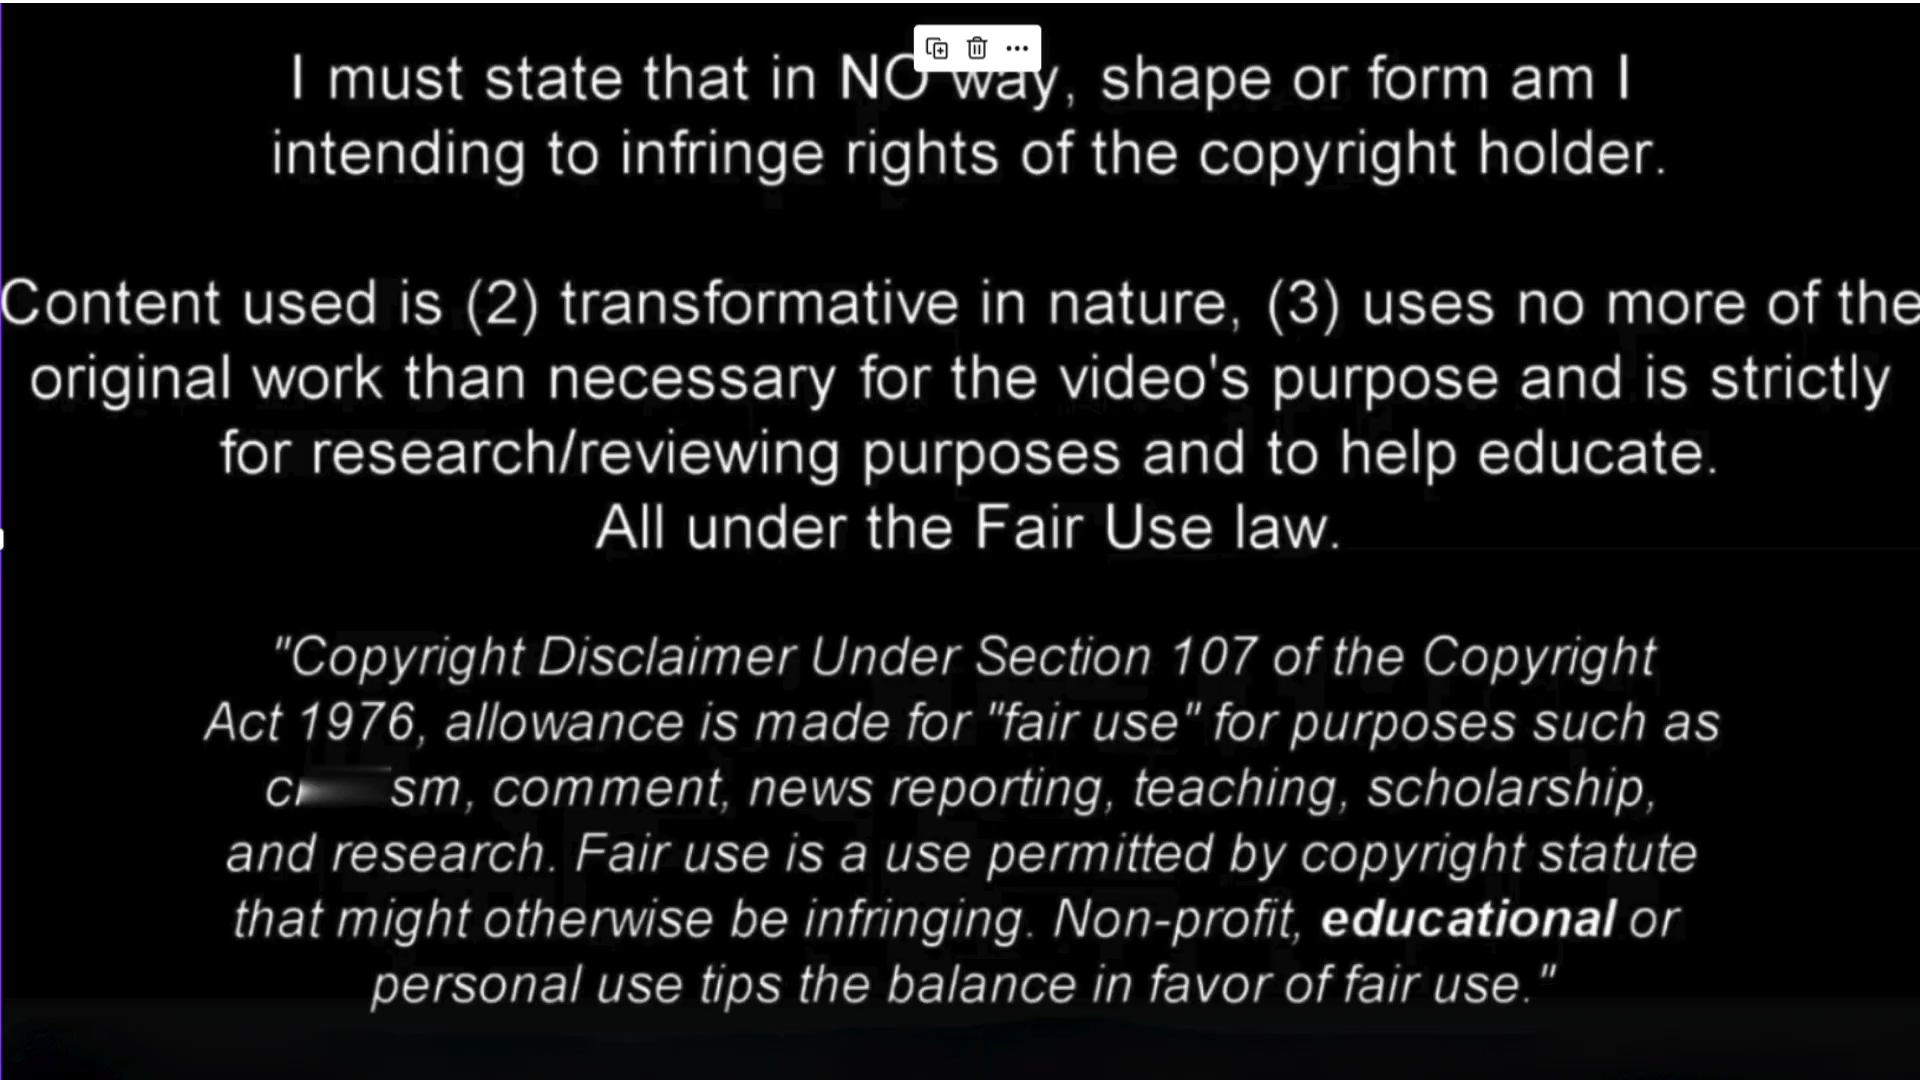 I must state that in NO way, shape or form am I
intending to infringe rights of the copyright holder.
Content used is (2) transformative in nature, (3) uses no more of the
original work than necessary for the video's purpose and is strictly
for research/reviewing purposes and to help educate.
All under the Fair Use law.
"Copyright Disclaimer Under Section 107 of the Copyright
Act 1976, allowance is made for "fair use" for purposes such as
comment, news reporting, teaching, scholarship,
and research. Fair use is a use permitted by copyright statute
that might otherwise be infringing. Non-profit, educational or
personal use tips the balance in favor of fair use."